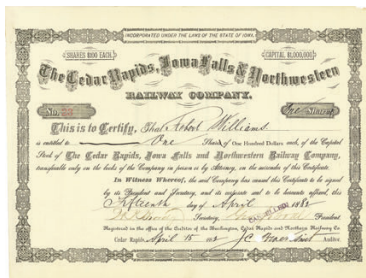 INCORPORATED UNDER THE LAWS OF THE STATE OF IOWA.
SHARES $100 EACH. CAPITAL $1,000,000
The Cedar Rapids, Iowa Falls & Northwestern
RAILWAY COMPANY.
No. One Shares
This is to Certify, that Robert Williams
is entitled to One Shares of One Hundred Dollars each, of the Capital
Stock of The Cedar Rapids, Iowa Falls and Northwestern Railway Company,
transferable only on the books of the Company in person or by Attorney, on the surrender of this Certificate.
In Witness Whereof, the said Company has caused this Certificate to be signed
by its President and Secretary, and its corporate seal to be hereunto affixed, this
Fifteenth day of April 1882
Secretary. President
Registered in the office of the Auditor of the Burlington, Cedar Rapids and Northern Railway Co.
Cedar Rapids, April 15 1882 J.C. Auditor